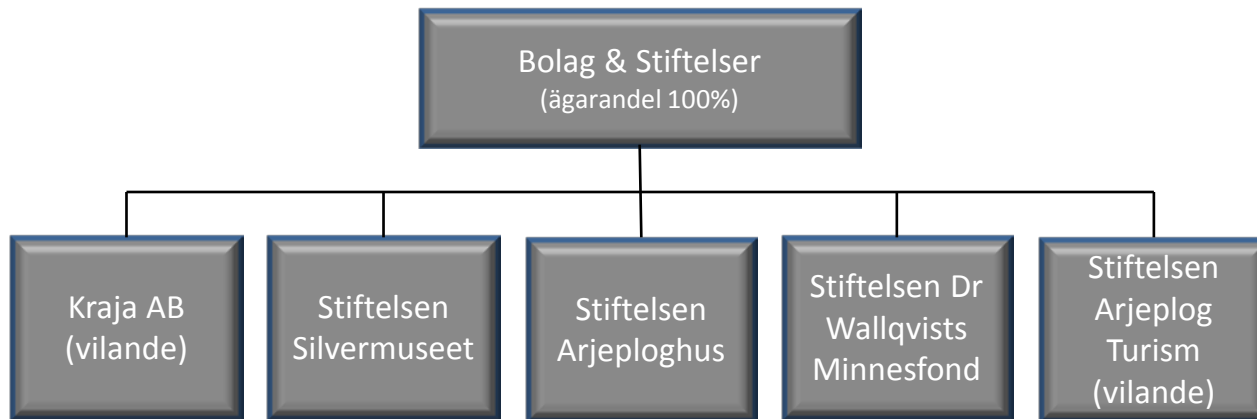 Bolag & Stiftelser
(ägarandel 100%)
Kraja AB
(vilande)
Stiftelsen
Silvermuseet
Stiftelsen
Arjeploghus
Stiftelsen Dr
Wallqvists
Minnesfond
Stiftelsen
Arjeplog
Turism
(vilande)